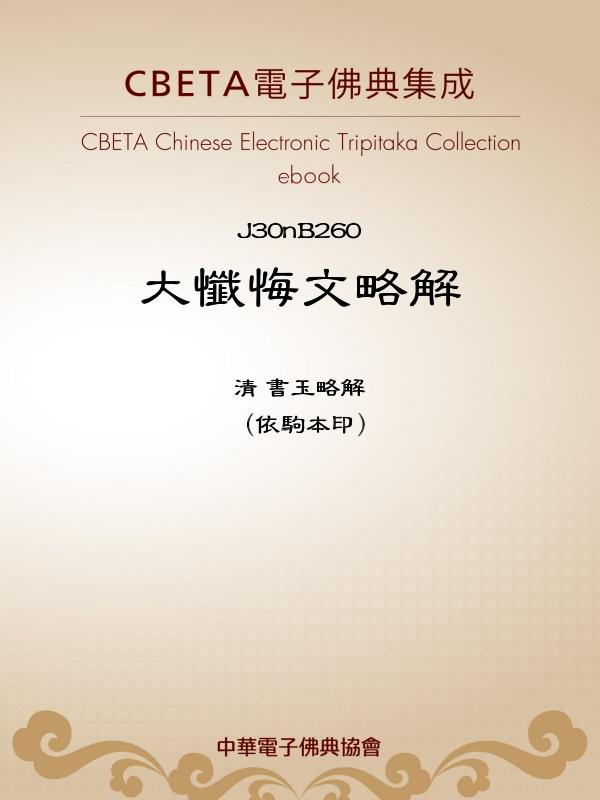 CBETA電子佛典集成
CBETA Chinese Electronic Tripitaka Collection
ebook
J30nB260
大懺悔文略解
清 書玉略解
(依駒本印)
中華電子佛典協會